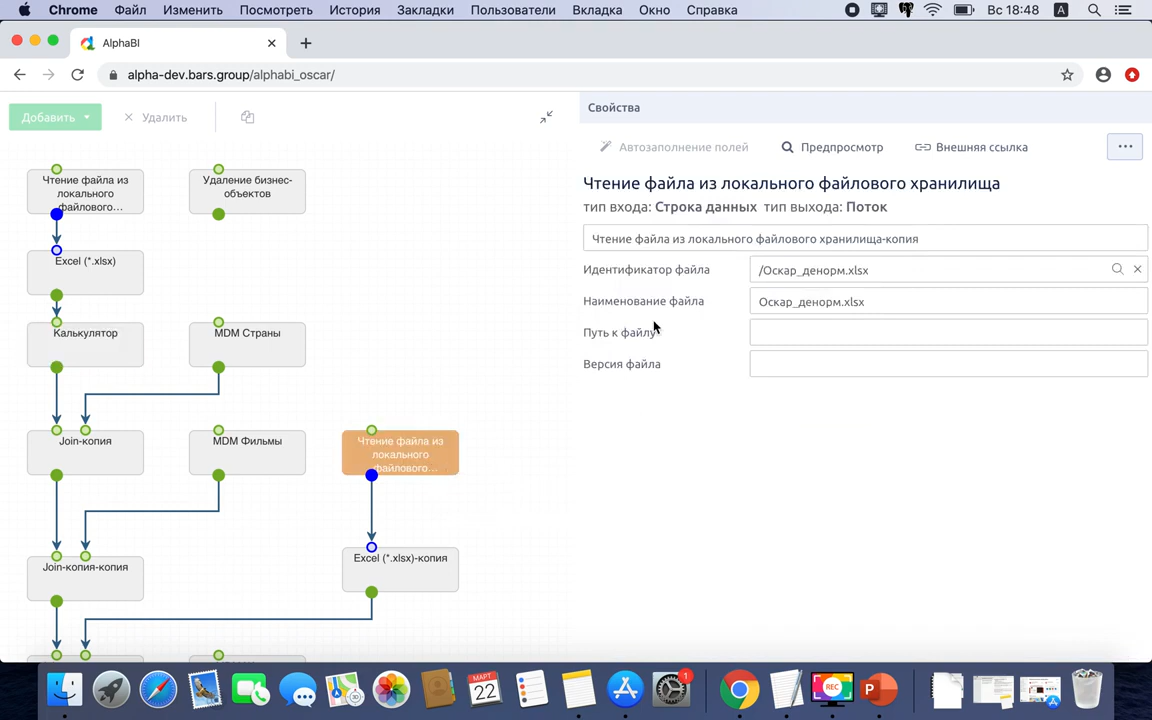 Chrome Файл Изменить Посмотреть История Закладки Пользователи Вкладка Окно Справка Вс 18:48 A
AlphaBI
alpha-dev.bars.group/alphabi_oscar/
Добавить Удалить
Свойства
Автозаполнение полей Предпросмотр Внешняя ссылка
Чтение файла из локального файлового хранилища
тип входа: Строка данных тип выхода: Поток
Чтение файла из локального файлового хранилища-копия
Идентификатор файла /Оскар_денорм.xlsx
Наименование файла Оскар_денорм.xlsx
Путь к файлу
Версия файла
Чтение файла из
локального
файлового...
Удаление бизнес-
объектов
Excel (*.xlsx)
Калькулятор
MDM Страны
Join-копия
MDM Фильмы
Чтение файла из
локального
файлового...
Join-копия-копия
Excel (*.xlsx)-копия
МАРТ
22
3D
REC
P
1